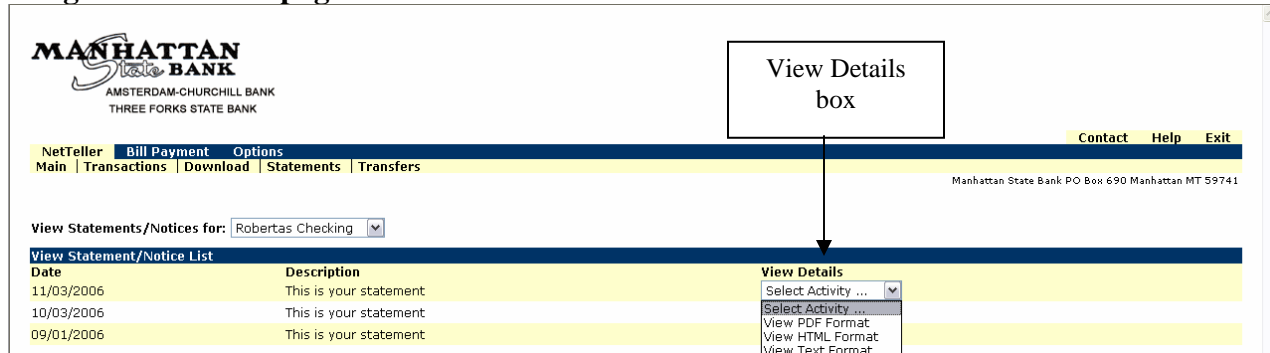 MANHATTAN
State BANK
AMSTERDAM-CHURCHILL BANK
THREE FORKS STATE BANK
View Details
box
Contact Help Exit
NetTeller Bill Payment Options
Main | Transactions | Download | Statements | Transfers
Manhattan State Bank PO Box 690 Manhattan MT 59741
View Statements/Notices for: Robertas Checking
View Statement/Notice List
Date Description View Details
11/03/2006 This is your statement Select Activity ...
Select Activity ...
10/03/2006 This is your statement
View PDF Format
09/01/2006 This is your statement
View HTML Format
View Text Format